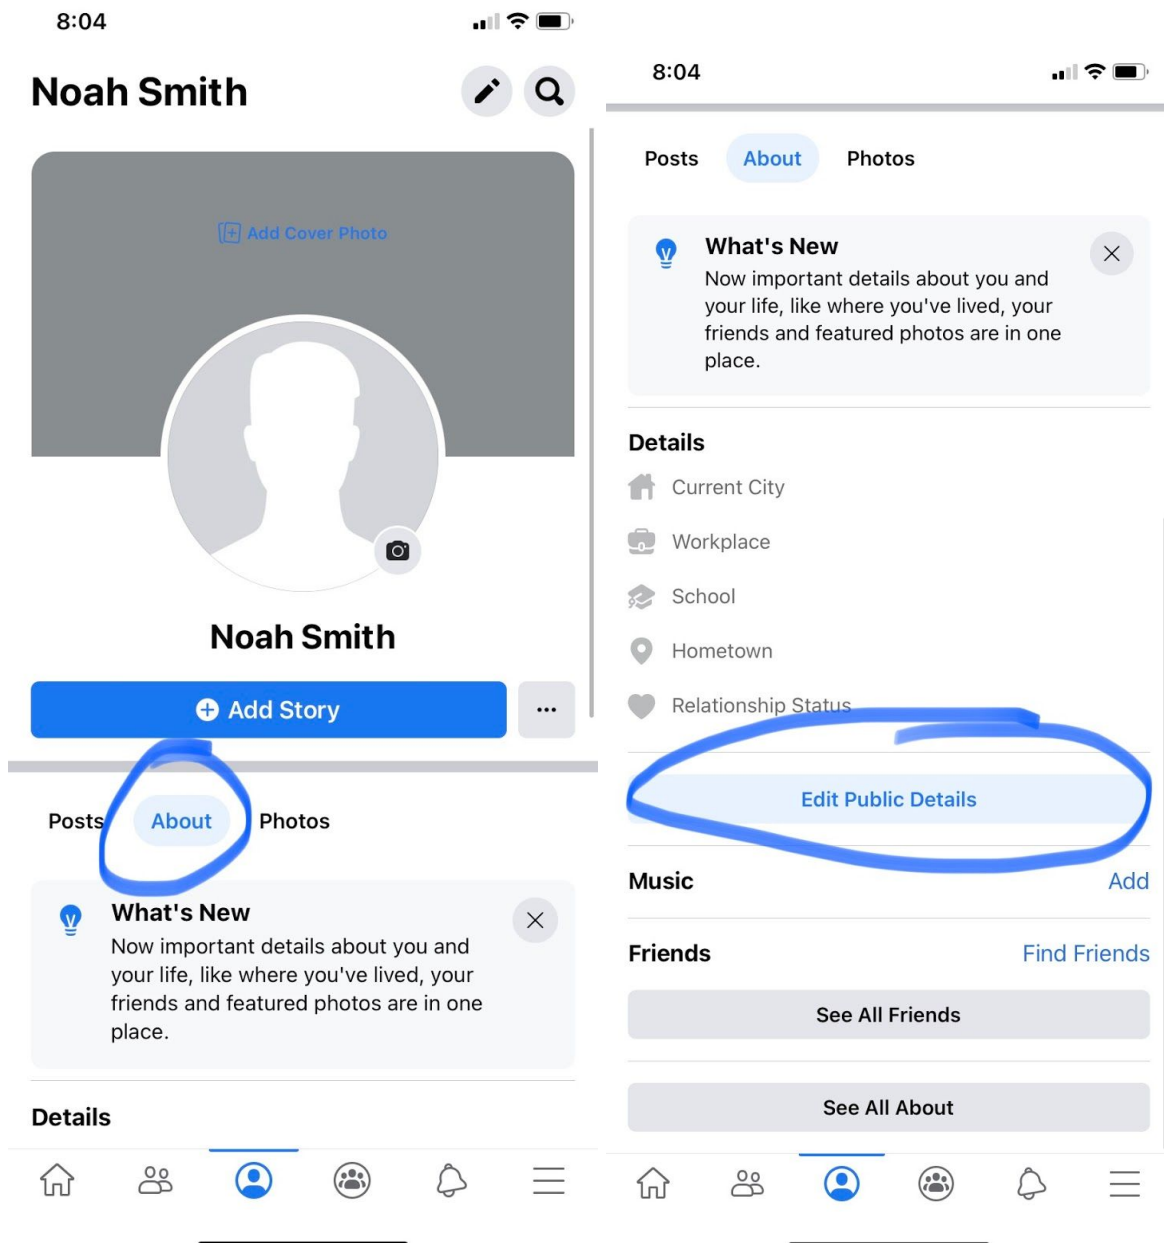 8:04
Noah Smith
Add Cover Photo
Noah Smith
Add Story
Posts About Photos
What's New
Now important details about you and
your life, like where you've lived, your
friends and featured photos are in one
place.
Details
8:04
Posts About Photos
What's New
Now important details about you and
your life, like where you've lived, your
friends and featured photos are in one
place.
Details
Current City
Workplace
School
Hometown
Relationship Status
Edit Public Details
Music Add
Friends Find Friends
See All Friends
See All About